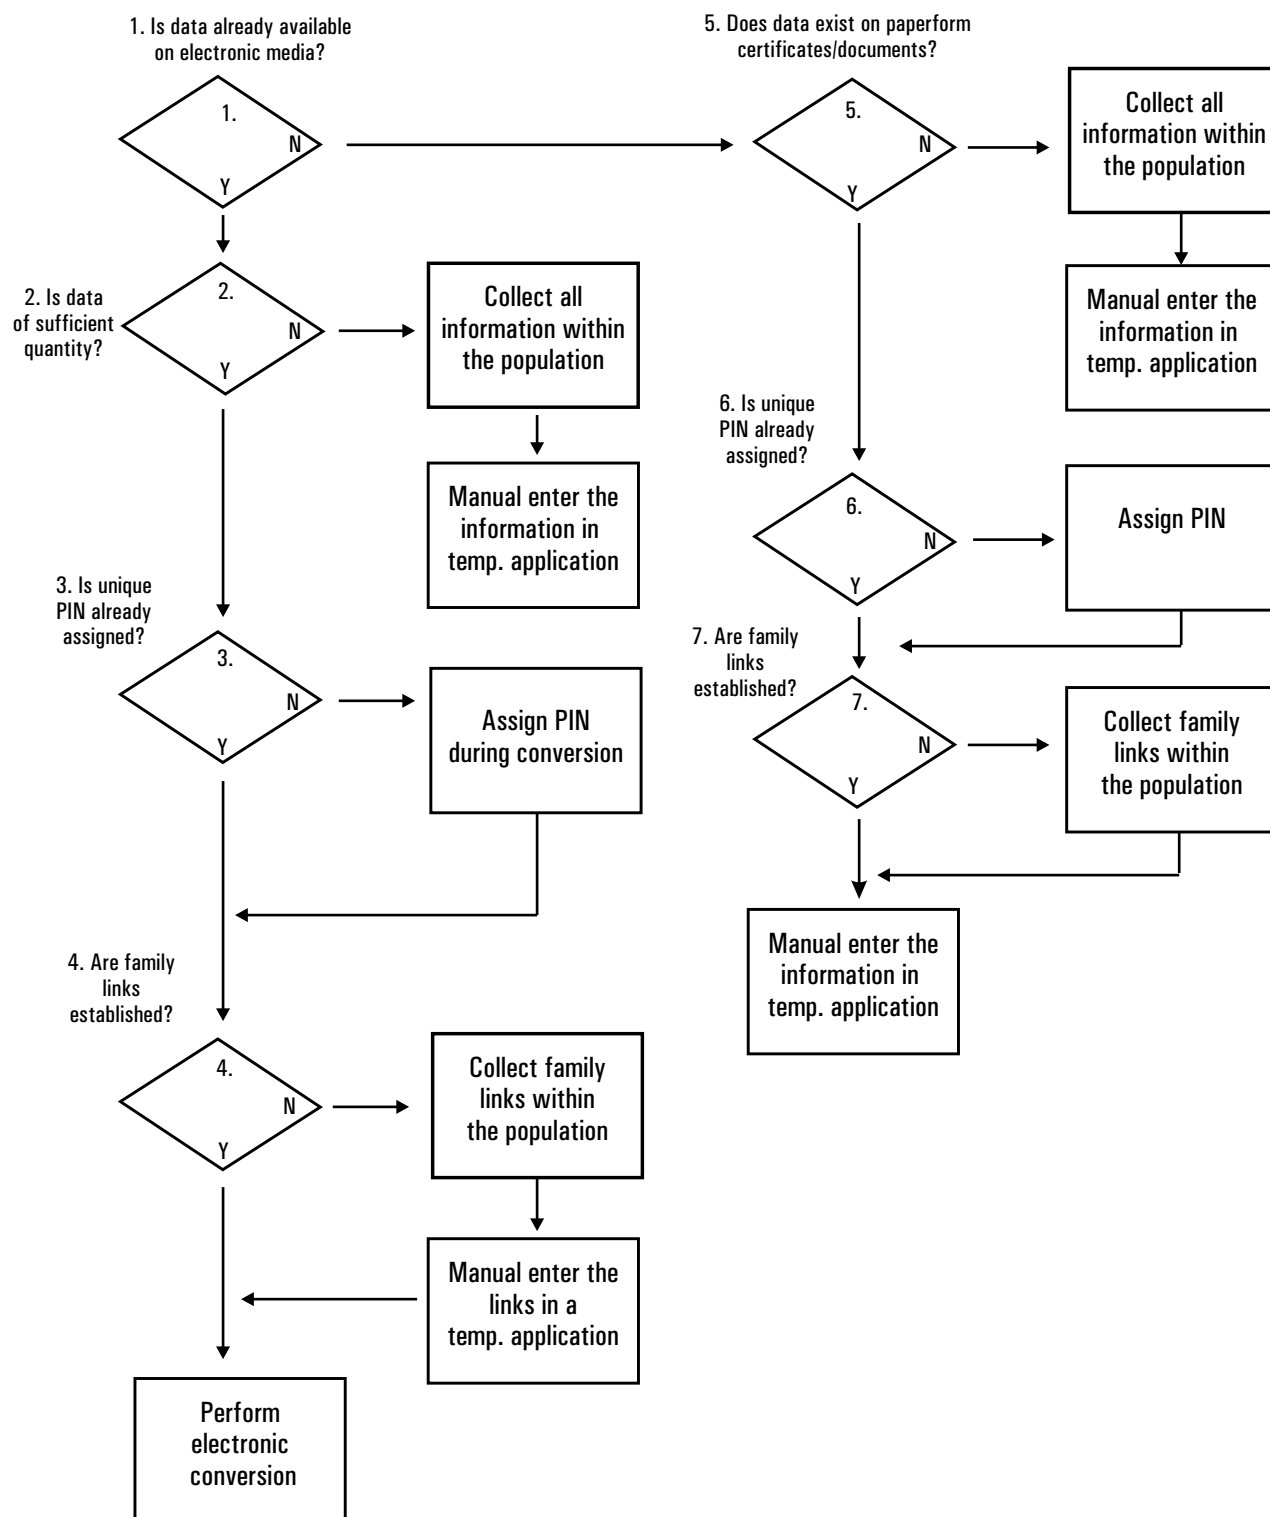 1. Is data already available
on electronic media?
1.
N
Y
2. Is data
of sufficient
quantity?
2.
N
Y
Collect all
information within
the population
Manual enter the
information in
temp. application
3. Is unique
PIN already
assigned?
3.
N
Y
Assign PIN
during conversion
4. Are family
links
established?
4.
N
Y
Collect family
links within
the population
Manual enter the
links in a
temp. application
Perform
electronic
conversion
5. Does data exist on paperform
certificates/documents?
5.
N
Y
Collect all
information within
the population
Manual enter the
information in
temp. application
6. Is unique
PIN already
assigned?
6.
N
Y
Assign PIN
7. Are family
links
established?
7.
N
Y
Collect family
links within
the population
Manual enter the
information in
temp. application